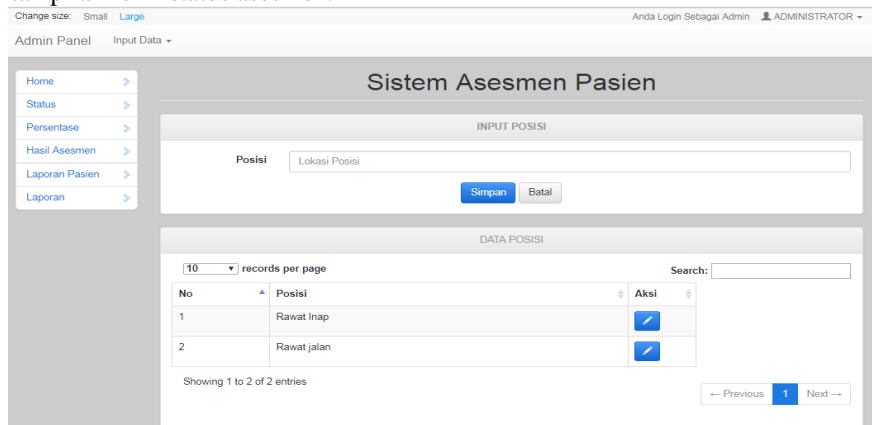 Change size: Small Large
Anda Login Sebagai Admin ADMINISTRATOR
Admin Panel Input Data
Home
Status
Persentase
Hasil Asesmen
Laporan Pasien
Laporan
Sistem Asesmen Pasien
INPUT POSISI
Posisi Lokasi Posisi
Simpan Batal
DATA POSISI
10 records per page Search:
No Posisi Aksi
1 Rawat Inap
2 Rawat jalan
Showing 1 to 2 of 2 entries
← Previous 1 Next →